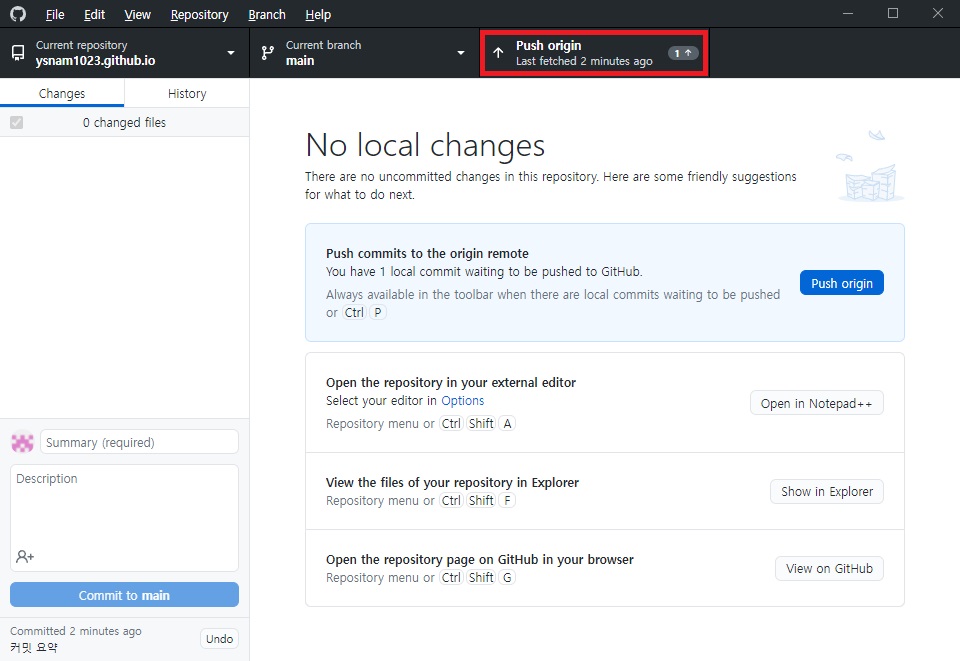 File Edit View Repository Branch Help
Current repository
ysnam1023.github.io
Current branch
main
Push origin
Last fetched 2 minutes ago
1
Changes History
0 changed files
No local changes
There are no uncommitted changes in this repository. Here are some friendly suggestions
for what to do next.
Push commits to the origin remote
You have 1 local commit waiting to be pushed to GitHub.
Always available in the toolbar when there are local commits waiting to be pushed
or Ctrl P
Push origin
Open the repository in your external editor
Select your editor in Options
Repository menu or Ctrl Shift A
Open in Notepad++
View the files of your repository in Explorer
Repository menu or Ctrl Shift F
Show in Explorer
Open the repository page on GitHub in your browser
Repository menu or Ctrl Shift G
View on GitHub
Summary (required)
Description
Commit to main
Committed 2 minutes ago
커밋 요약
Undo